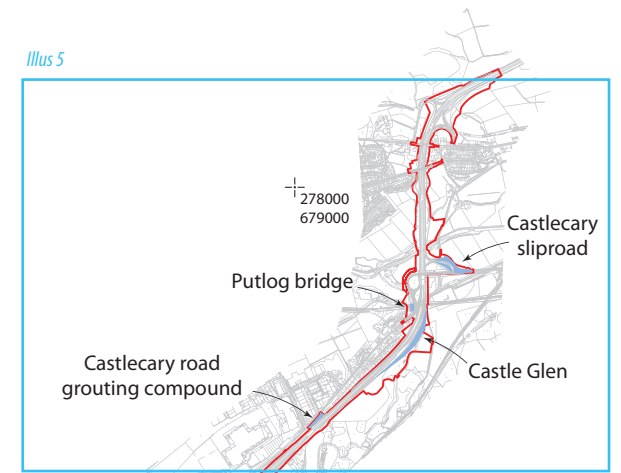 Illus 5
278000
679000
Castlecary
sliproad
Putlog bridge
Castlecary road
grouting compound
Castle Glen